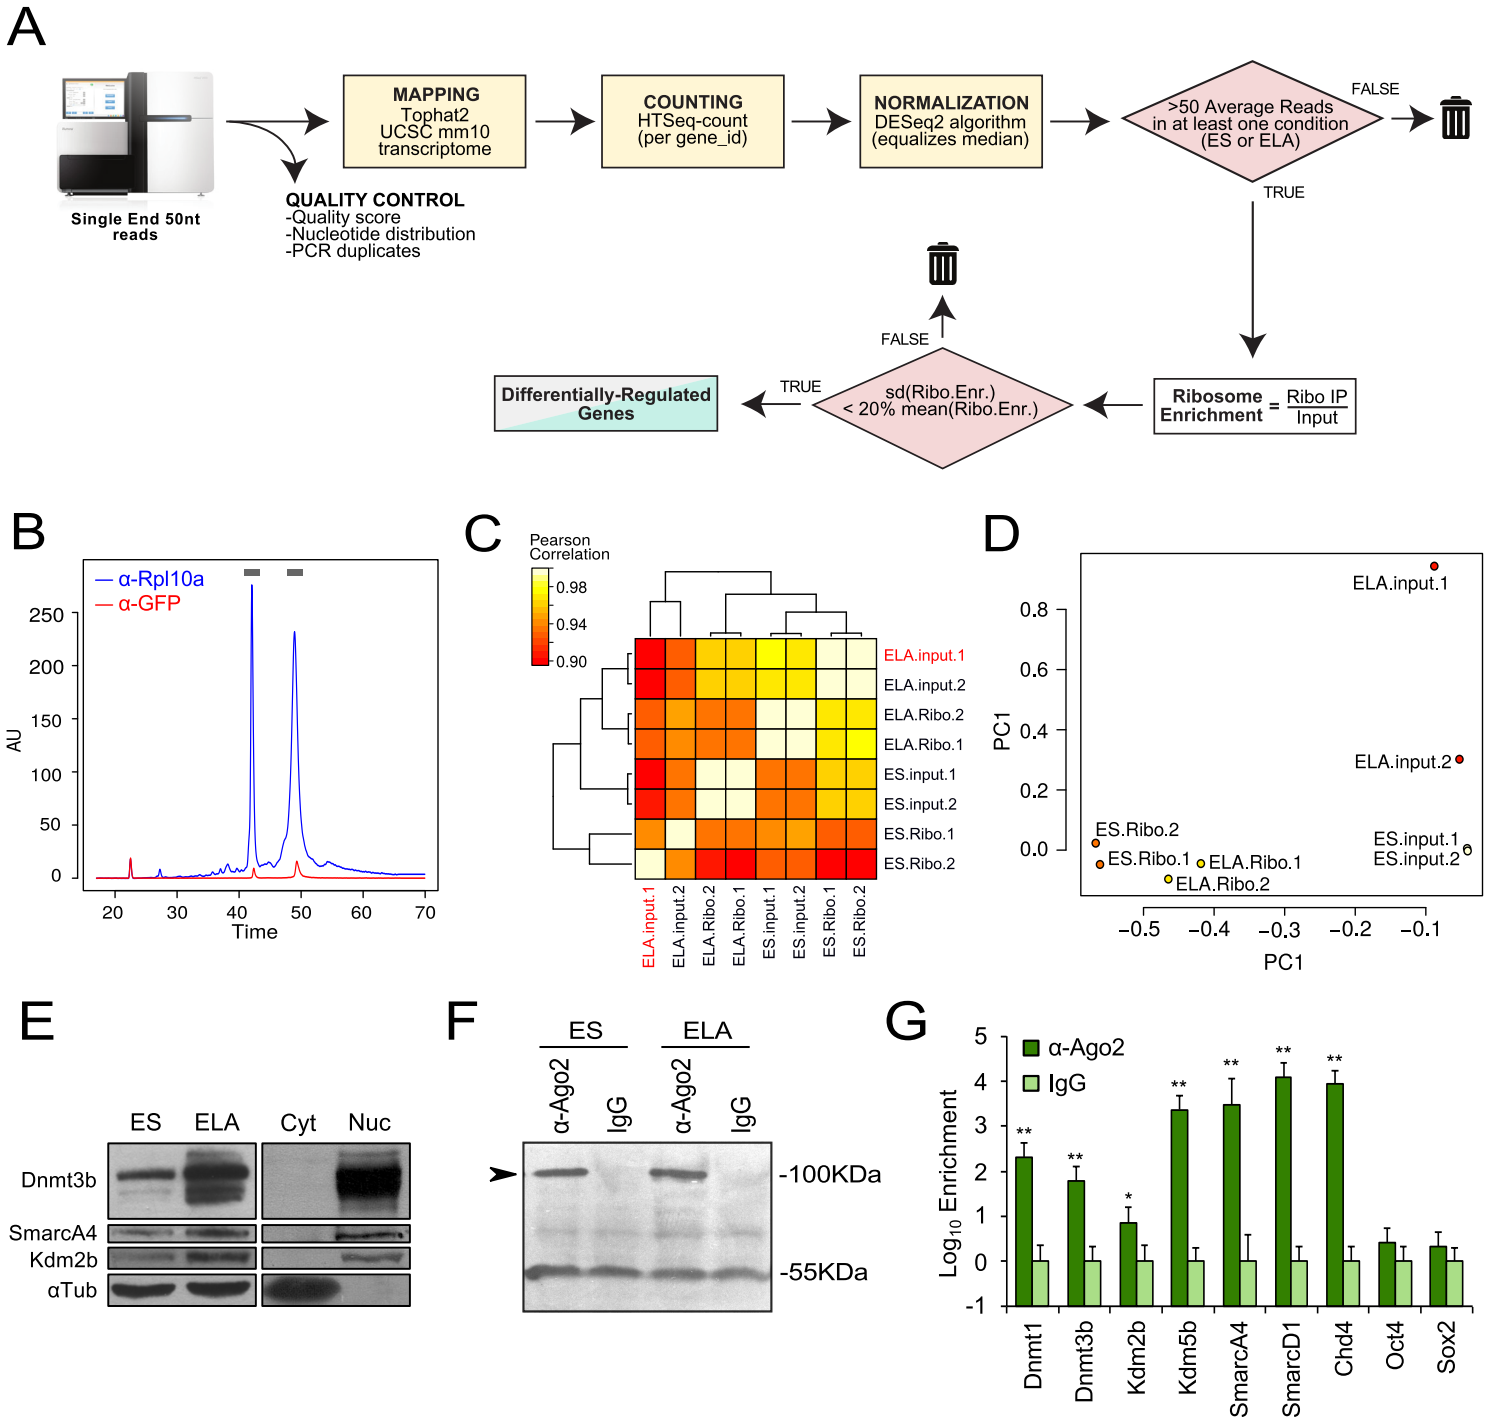 A
Single End 50nt
reads
QUALITY CONTROL
-Quality score
-Nucleotide distribution
-PCR duplicates
MAPPING
Tophat2
UCSC mm10
transcriptome
COUNTING
HTSeq-count
(per gene_id)
NORMALIZATION
DESeq2 algorithm
(equalizes median)
>50 Average Reads
in at least one condition
(ES or ELA)
FALSE
TRUE
Ribosome
Enrichment = Ribo IP
Input
sd(Ribo.Enr.)
< 20% mean(Ribo.Enr.)
FALSE
TRUE
Differentially-Regulated
Genes
B
α-Rpl10a
α-GFP
AU
250
200
150
100
50
0
20 30 40 50 60 70
Time
C
Pearson
Correlation
0.98
0.94
0.90
ELA.input.1
ELA.input.2
ELA.Ribo.2
ELA.Ribo.1
ES.input.1
ES.input.2
ES.Ribo.1
ES.Ribo.2
ELA.input.1
ELA.input.2
ELA.Ribo.2
ELA.Ribo.1
ES.input.1
ES.input.2
ES.Ribo.1
ES.Ribo.2
D
PC1
0.8
0.6
0.4
0.2
0.0
ELA.input.1
ELA.input.2
ES.input.1
ES.input.2
ES.Ribo.2
ES.Ribo.1
ELA.Ribo.1
ELA.Ribo.2
−0.5 −0.4 −0.3 −0.2 −0.1
PC1
E
ES ELA Cyt Nuc
Dnmt3b
SmarcA4
Kdm2b
αTub
F
ES ELA
α-Ago2
IgG
α-Ago2
IgG
-100KDa
-55KDa
G
Log10 Enrichment
5
4
3
2
1
0
-1
α-Ago2
IgG
**
**
*
**
**
**
**
Dnmt1
Dnmt3b
Kdm2b
Kdm5b
SmarcA4
SmarcD1
Chd4
Oct4
Sox2